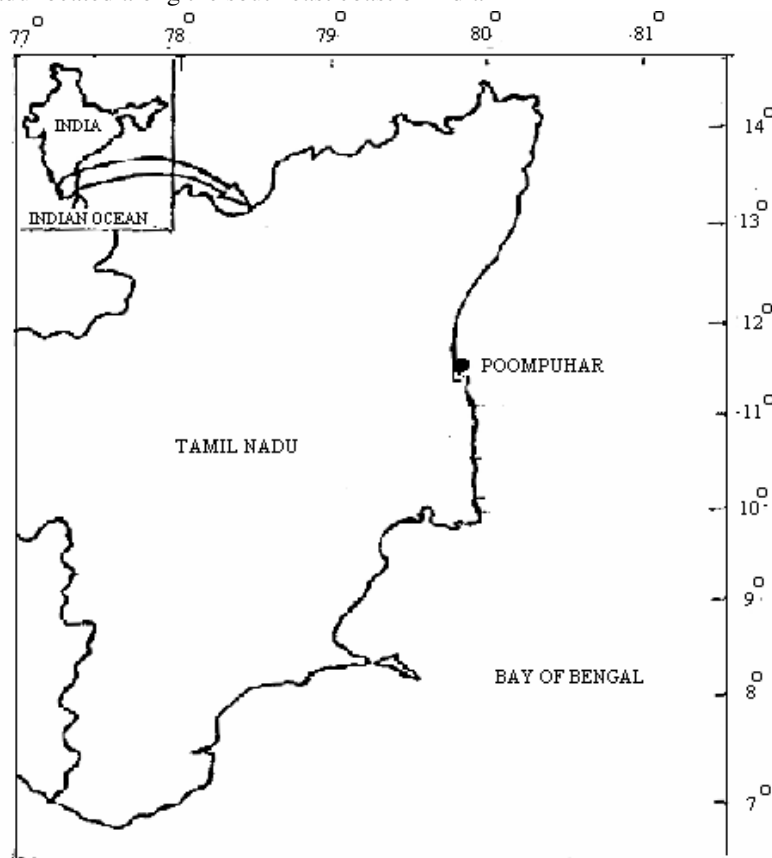 77° 78° 79· 80° ·81°
INDIA
INDIAN OCEAN
14°
13°
12°
POOMPUHAR
·11°
TAMIL NADU
10°
9°
BAY OF BENGAL
8°
7°